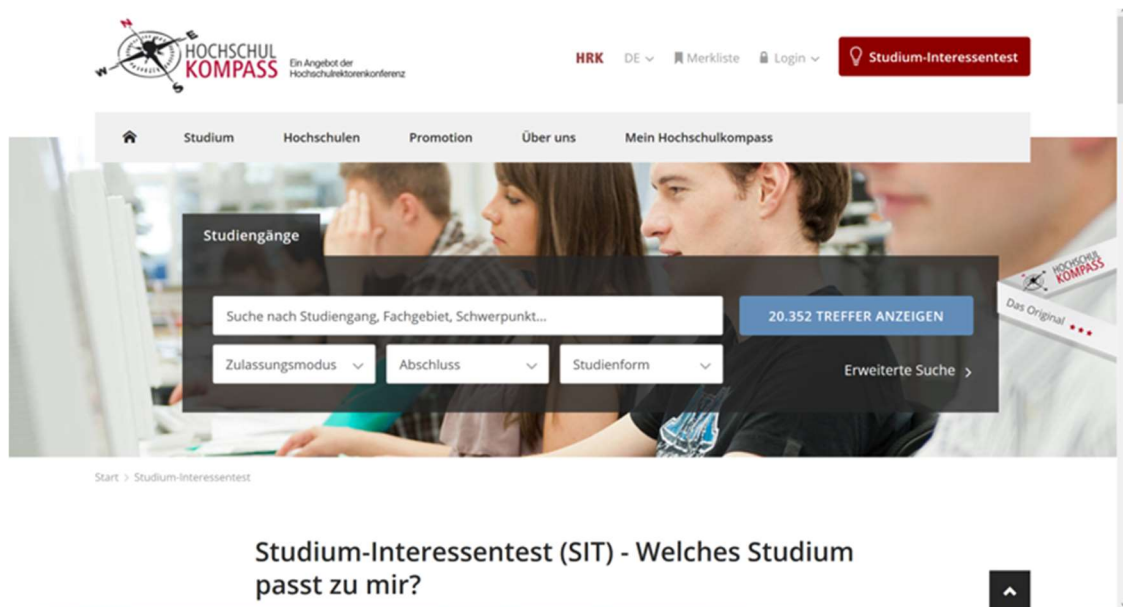 N
E
W
S
HOCHSCHUL
KOMPASS
Ein Angebot der
Hochschulrektorenkonferenz
HRK DE Merkliste Login Studium-Interessentest
Studium Hochschulen Promotion Über uns Mein Hochschulkompass
Studiengänge
Suche nach Studiengang, Fachgebiet, Schwerpunkt... 20.352 TREFFER ANZEIGEN
Zulassungsmodus Abschluss Studienform Erweiterte Suche
HOCHSCHUL
KOMPASS
Das Original
Start > Studium-Interessentest
Studium-Interessentest (SIT) - Welches Studium
passt zu mir?